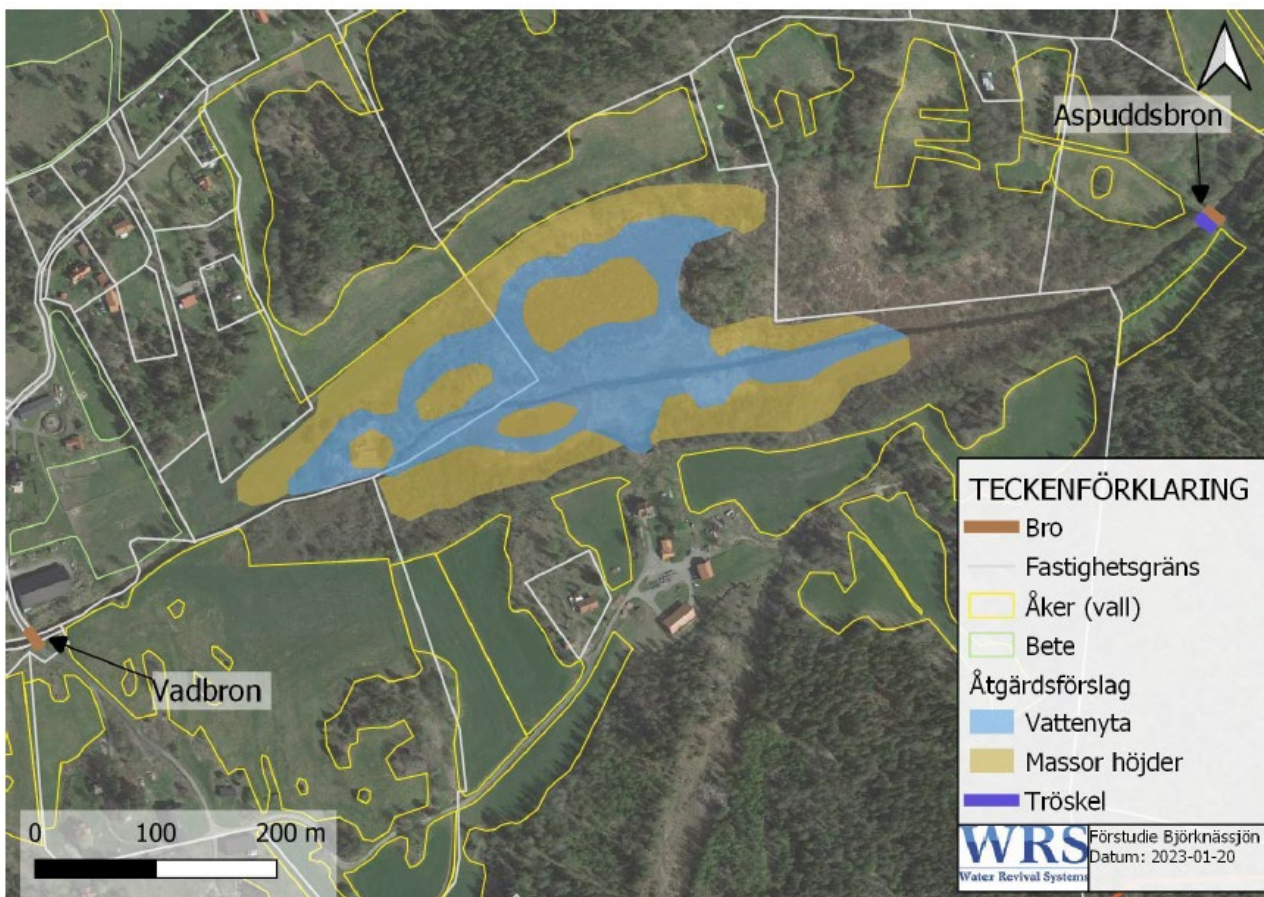 Aspuddsbron
Vadbron
TECKENFÖRKLARING
Bro
Fastighetsgräns
Åker (vall)
Bete
Åtgärdsförslag
Vattenyta
Massor höjder
Tröskel
0 100 200 m
WRS
Water Revival Systems
Förstudie Björknässjön
Datum: 2023-01-20